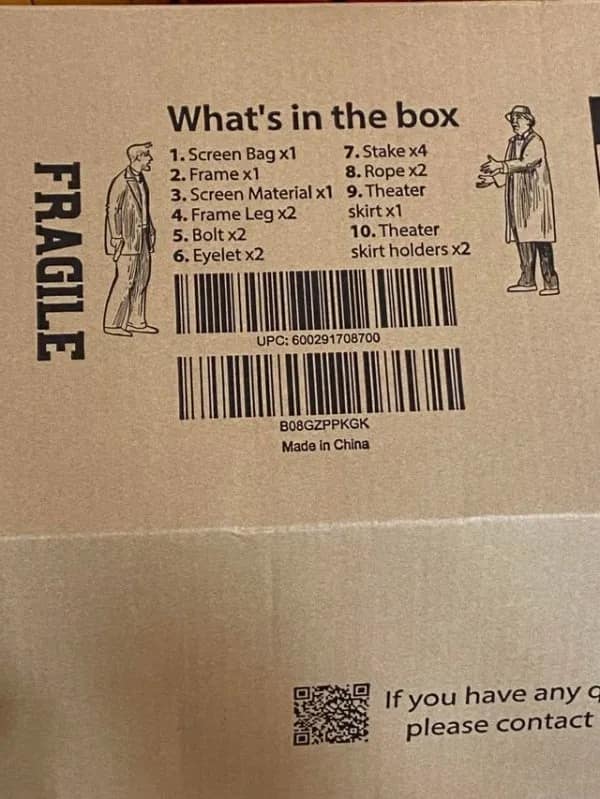 What's in the box
1. Screen Bag x1
2. Frame x1
3. Screen Material x1
4. Frame Leg x2
5. Bolt x2
6. Eyelet x2
7. Stake x4
8. Rope x2
9. Theater
skirt x1
10. Theater
skirt holders x2
FRAGILE
UPC: 600291708700
B08GZPPKGK
Made in China
If you have any
please contact